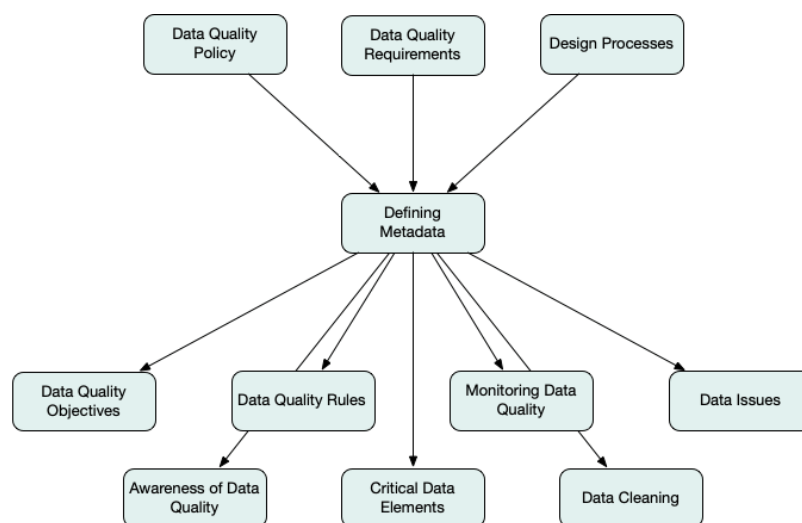 Data Quality
Policy
Data Quality
Requirements
Design Processes
Defining
Metadata
Data Quality
Objectives
Data Quality Rules
Monitoring Data
Quality
Data Issues
Awareness of Data
Quality
Critical Data
Elements
Data Cleaning